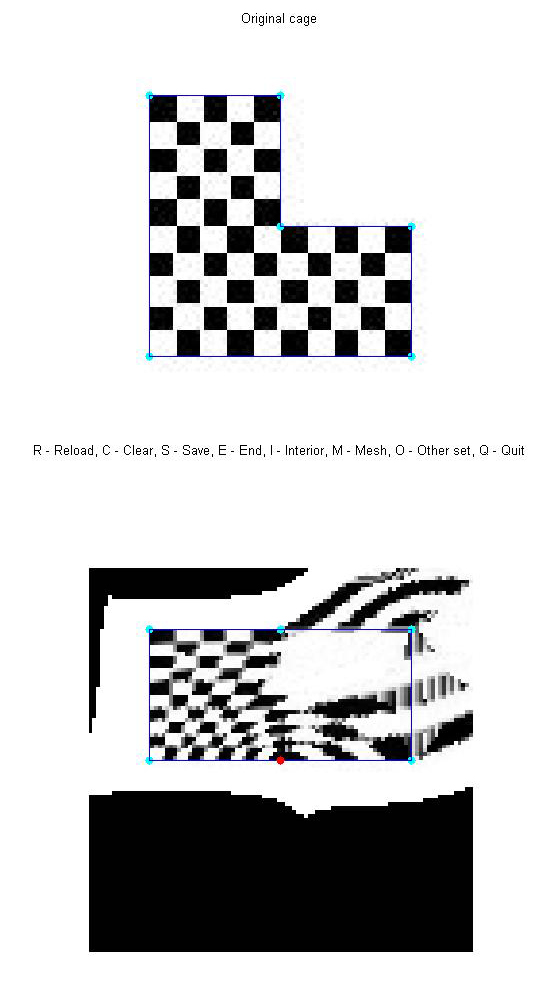 Original cage
R - Reload, C - Clear, S - Save, E - End, I - Interior, M - Mesh, O - Other set, Q - Quit